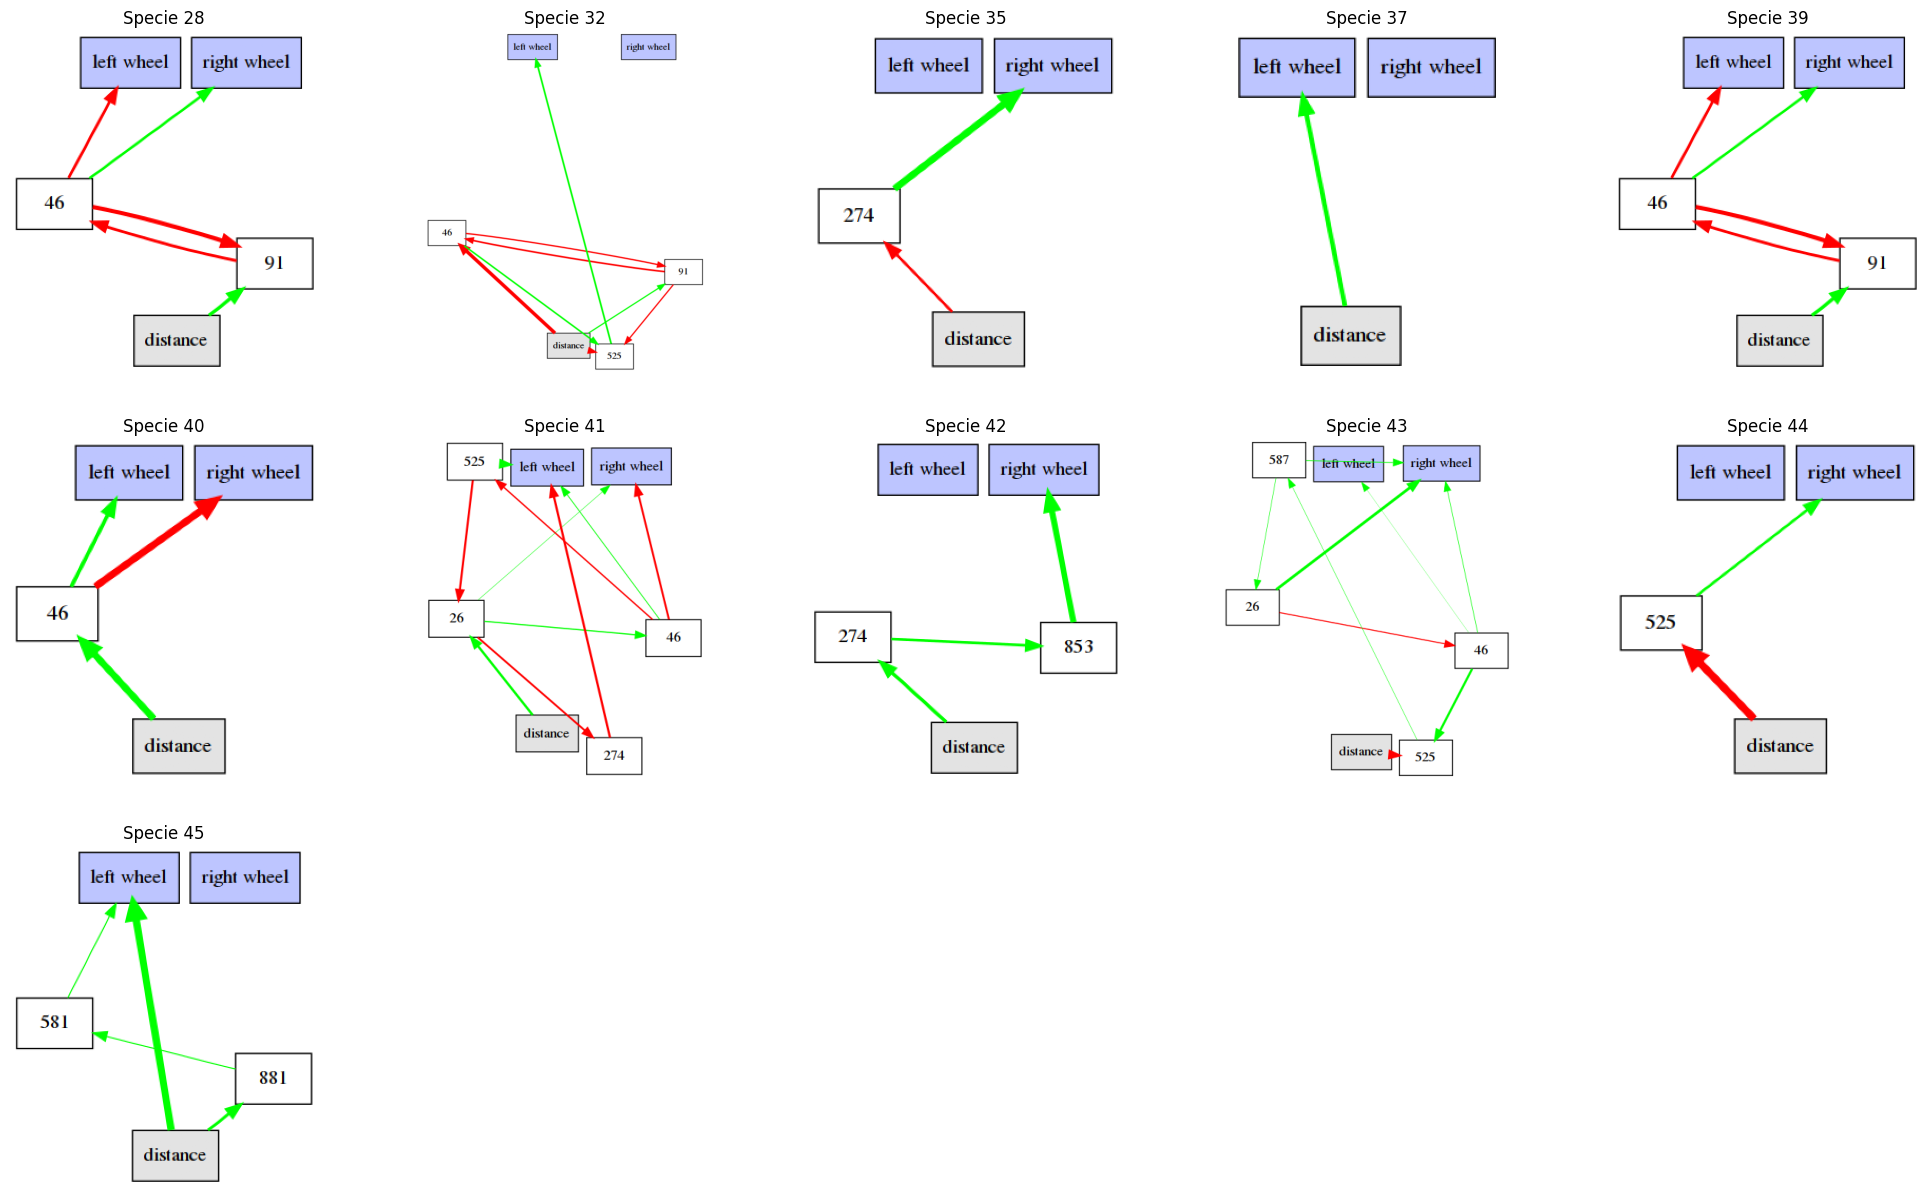 Specie 28
left wheel
right wheel
46
91
distance
Specie 32
left wheel
right wheel
46
91
distance
525
Specie 35
left wheel
right wheel
274
distance
Specie 37
left wheel
right wheel
distance
Specie 39
left wheel
right wheel
46
91
distance
Specie 40
left wheel
right wheel
46
distance
Specie 41
525
left wheel
right wheel
26
46
distance
274
Specie 42
left wheel
right wheel
274
853
distance
Specie 43
587
left wheel
right wheel
26
46
distance
525
Specie 44
left wheel
right wheel
525
distance
Specie 45
left wheel
right wheel
581
881
distance